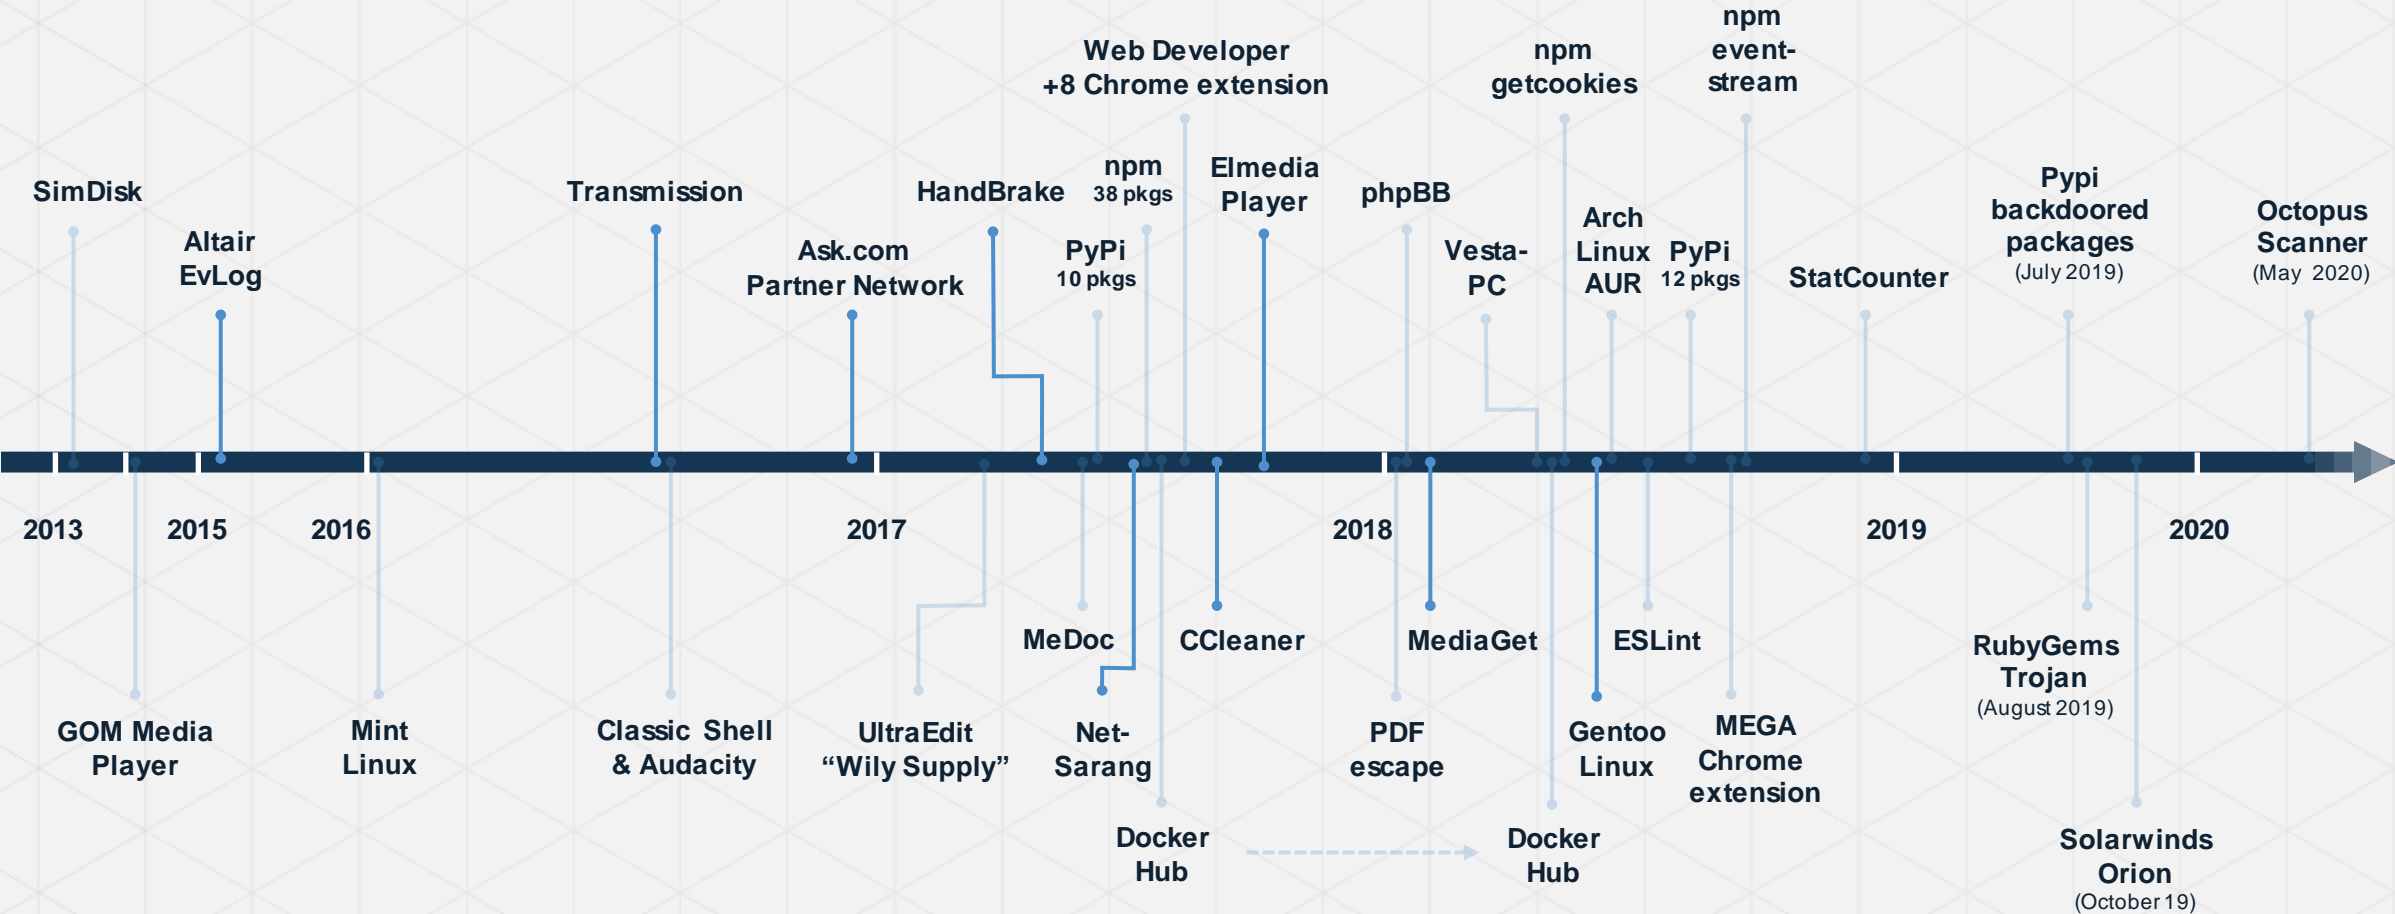 SimDisk
Altair
EvLog
Transmission
Ask.com
Partner Network
HandBrake
PyPi
10 pkgs
npm
38 pkgs
Web Developer
+8 Chrome extension
Elmedia
Player
phpBB
Vesta-
PC
npm
getcookies
Arch
Linux
AUR
PyPi
12 pkgs
npm
event-
stream
StatCounter
Pypi
backdoored
packages
(July 2019)
Octopus
Scanner
(May 2020)
2013
2015
2016
2017
2018
2019
2020
GOM Media
Player
Mint
Linux
Classic Shell
& Audacity
UltraEdit
“Wily Supply”
MeDoc
Net-
Sarang
Docker
Hub
CCleaner
PDF
escape
MediaGet
Docker
Hub
Gentoo
Linux
ESLint
MEGA
Chrome
extension
RubyGems
Trojan
(August 2019)
Solarwinds
Orion
(October 19)